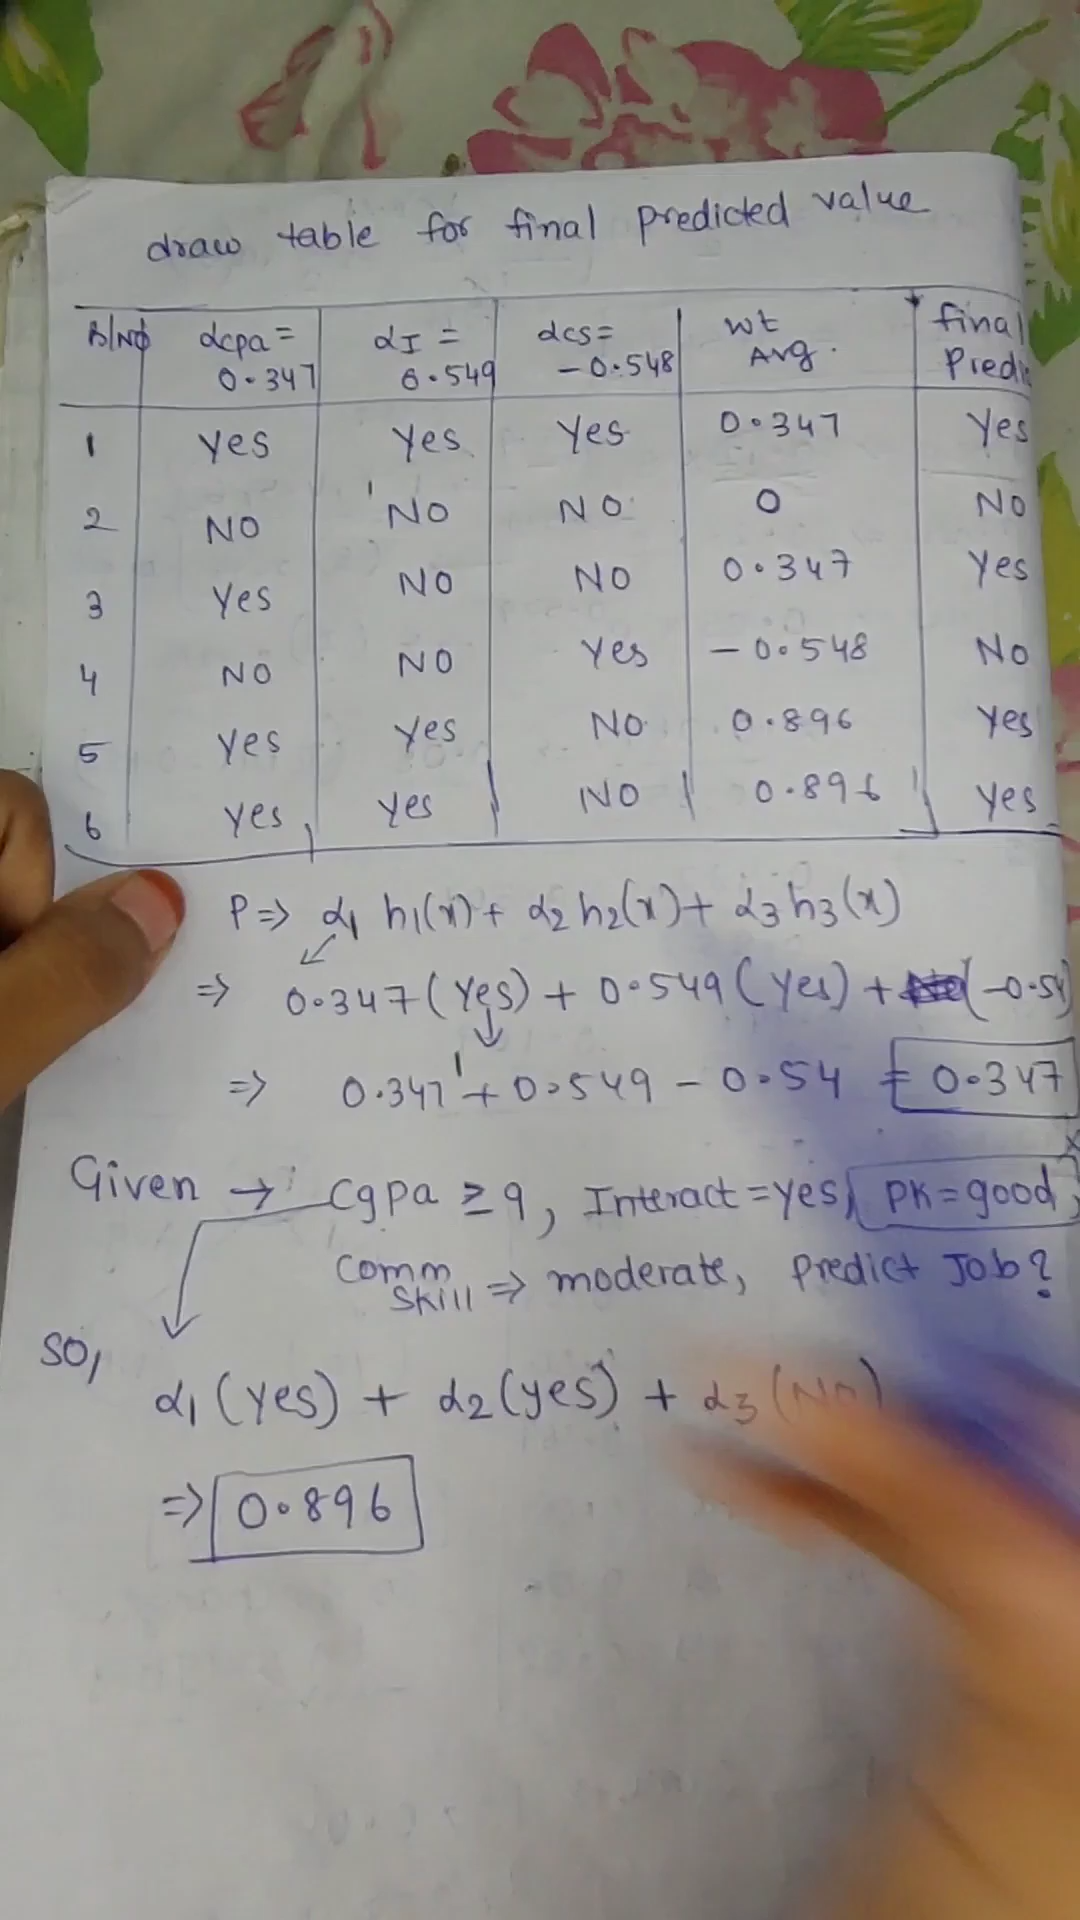 draw table for final predicted value
S/No αcpa = 0.347 αI = 0.549 αcs= -0.548 wt Avg. final Predi
1 Yes Yes Yes 0.347 Yes
2 NO NO NO 0 NO
3 Yes NO NO 0.347 Yes
4 NO NO Yes -0.548 NO
5 Yes Yes NO 0.896 Yes
6 Yes Yes NO 0.896 Yes
P => α1 h1(x) + α2 h2(x) + α3 h3(x)
=> 0.347 (Yes) + 0.549 (Yes) + (-0.54
=> 0.347 + 0.549 - 0.54 = 0.347
Given → Cgpa ≥ 9, Interact = yes, PK = good,
Comm Skill => moderate, Predict Job?
SO,
α1 (Yes) + α2 (yes) + α3 (No)
=> 0.896